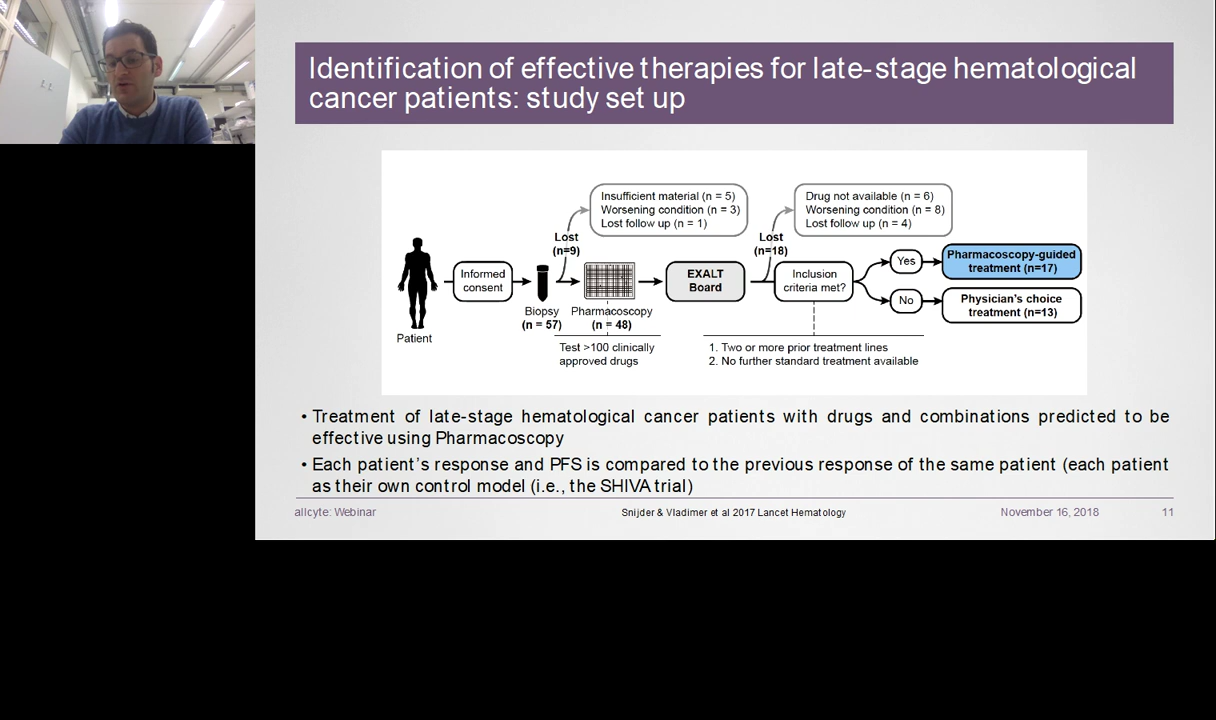 Identification of effective therapies for late-stage hematological
cancer patients: study set up
Insufficient material (n = 5)
Worsening condition (n = 3)
Lost follow up (n = 1)
Drug not available (n = 6)
Worsening condition (n = 8)
Lost follow up (n = 4)
Lost
(n=9)
Lost
(n=18)
Patient
Informed
consent
Biopsy
(n = 57)
Pharmacoscopy
(n = 48)
Test >100 clinically
approved drugs
EXALT
Board
Inclusion
criteria met?
1. Two or more prior treatment lines
2. No further standard treatment available
Yes
Pharmacoscopy-guided
treatment (n=17)
No
Physician's choice
treatment (n=13)
• Treatment of late-stage hematological cancer patients with drugs and combinations predicted to be
effective using Pharmacoscopy
• Each patient's response and PFS is compared to the previous response of the same patient (each patient
as their own control model (i.e., the SHIVA trial)
allcyte: Webinar
Snijder & Vladimer et al 2017 Lancet Hematology
November 16, 2018
11